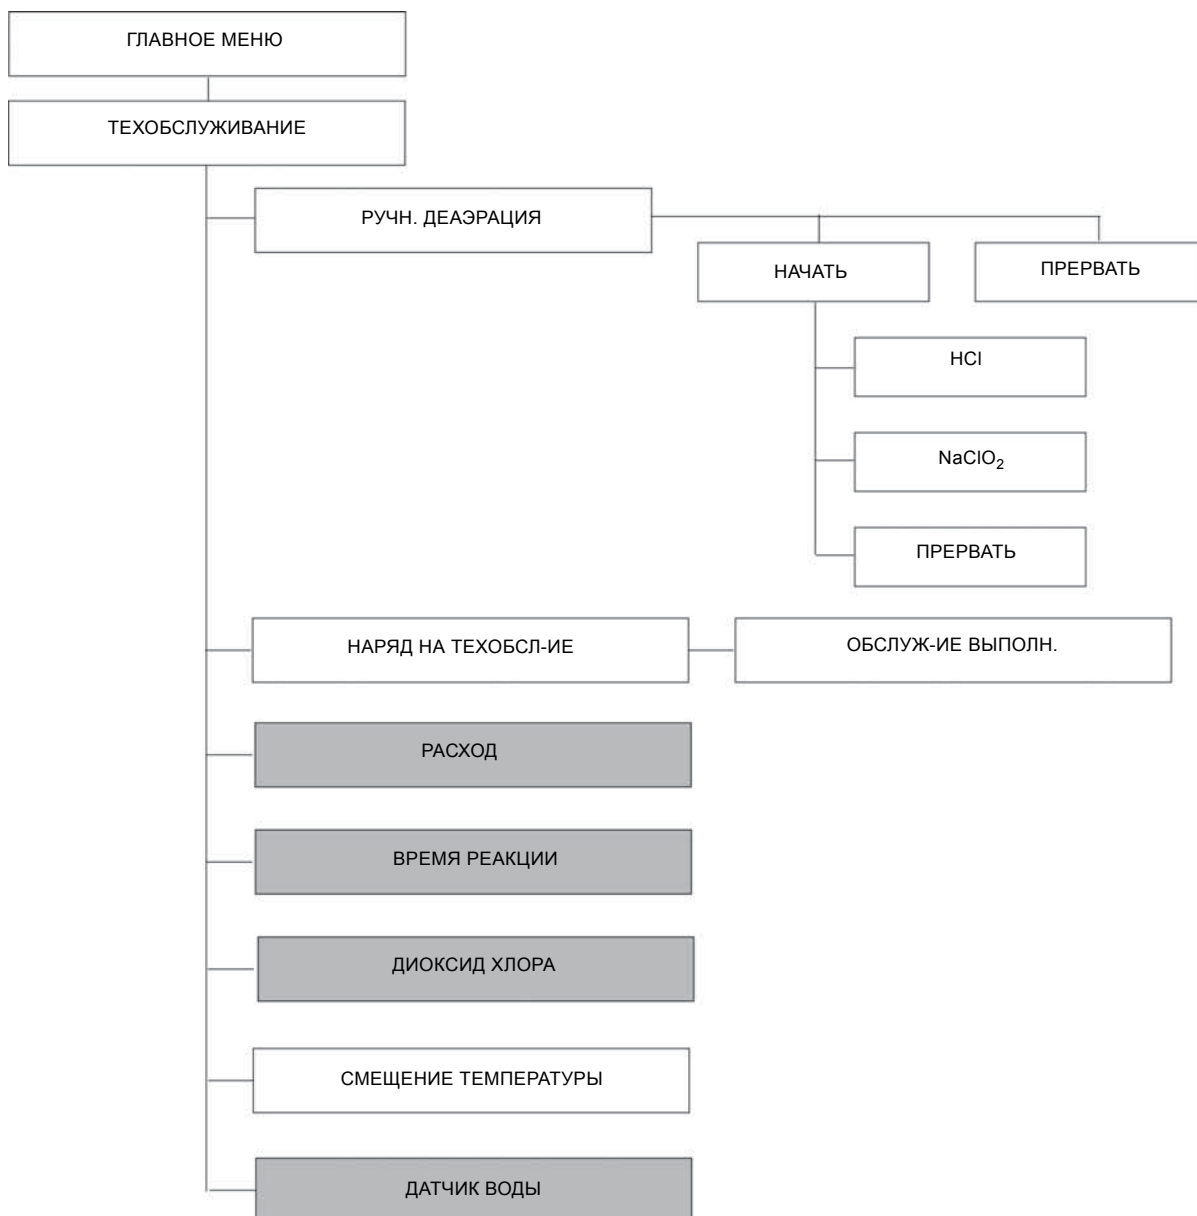 ГЛАВНОЕ МЕНЮ
ТЕХОБСЛУЖИВАНИЕ
РУЧН. ДЕАЭРАЦИЯ
НАЧАТЬ
ПРЕРВАТЬ
HCl
NaClO₂
ПРЕРВАТЬ
НАРЯД НА ТЕХОБСЛ-ИЕ
ОБСЛУЖ-ИЕ ВЫПОЛН.
РАСХОД
ВРЕМЯ РЕАКЦИИ
ДИОКСИД ХЛОРА
СМЕЩЕНИЕ ТЕМПЕРАТУРЫ
ДАТЧИК ВОДЫ